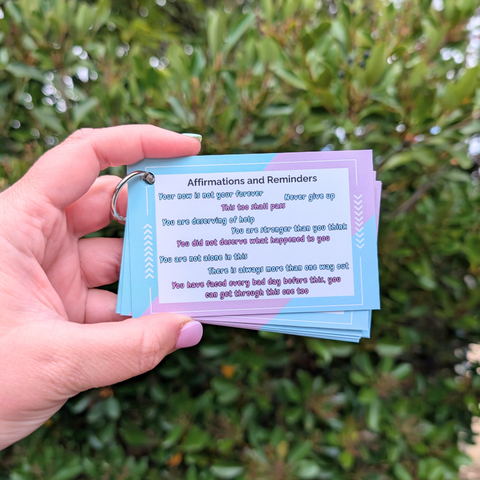 Affirmations and Reminders
Your now is not your forever
Never give up
This too shall pass
You are deserving of help
You are stronger than you think
You did not deserve what happened to you
You are not alone in this
There is always more than one way out
You have faced every bad day before this, you
can get through this one too